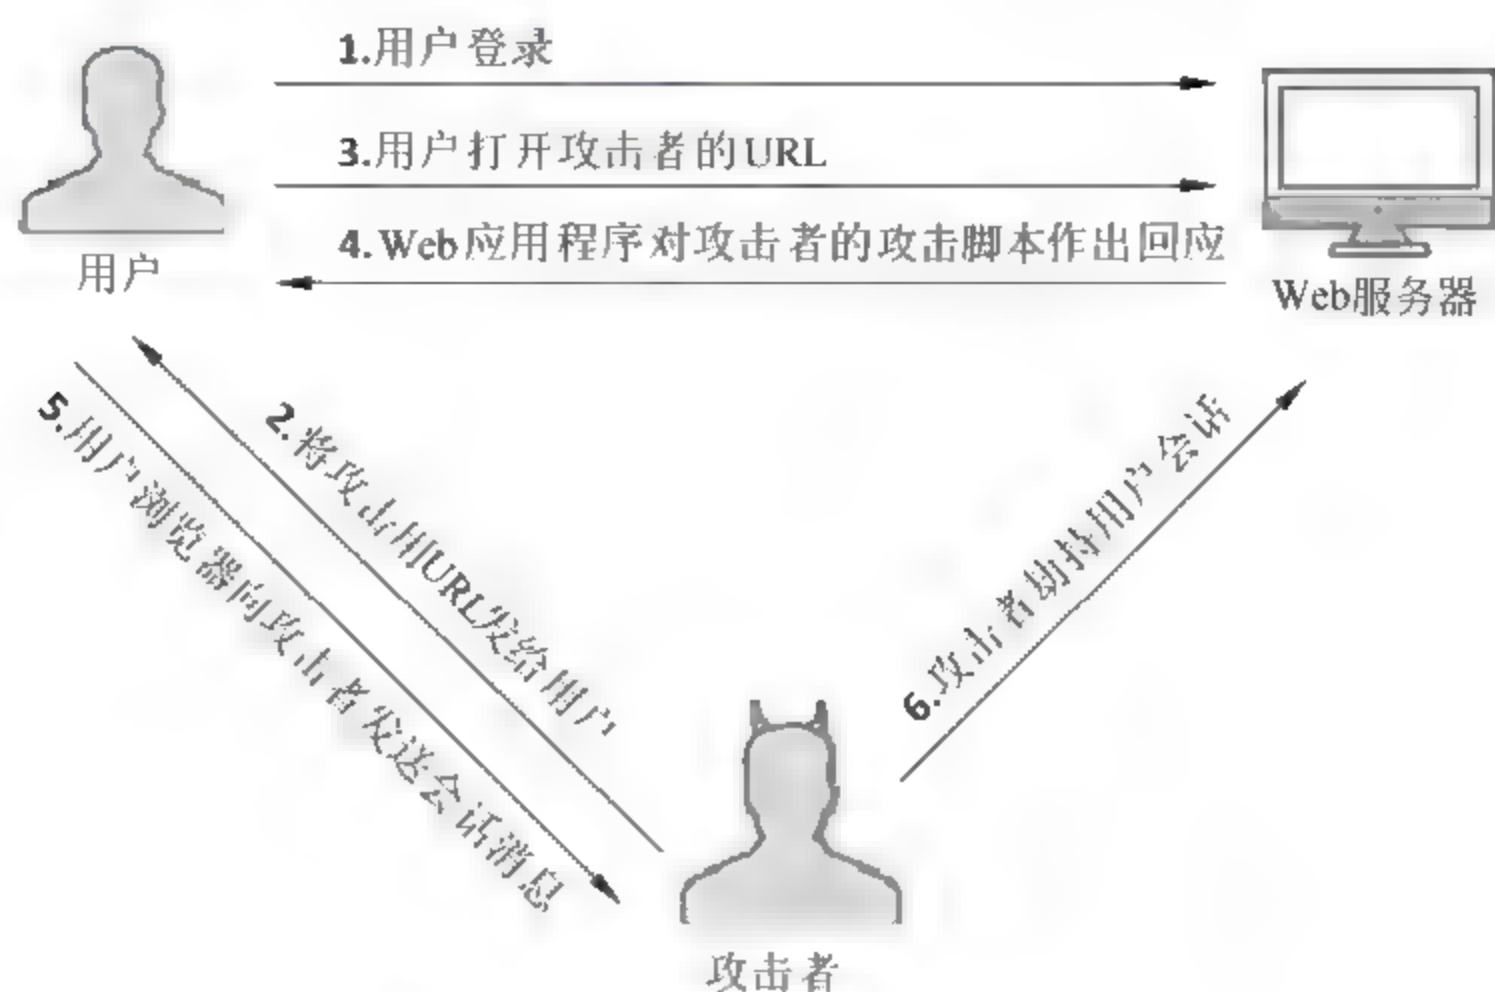 1.用户登录
3.用户打开攻击者的URL
4.Web应用程序对攻击者的攻击脚本作出回应
用户
Web服务器
2.将攻击用URL发给用户
5.用户浏览器向攻击者发送会话消息
6.攻击者劫持用户会话
攻击者